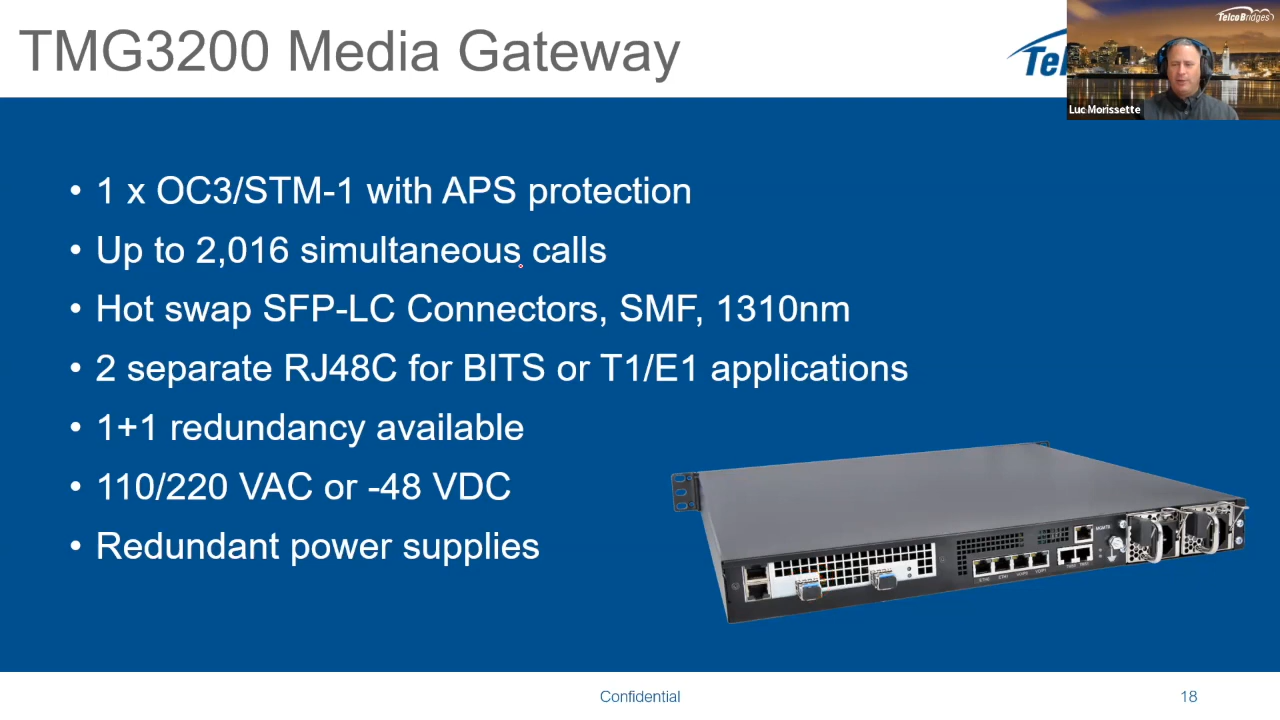 TMG3200 Media Gateway
Tel
TelcoBridges
Luc Morissette
• 1 x OC3/STM-1 with APS protection
• Up to 2,016 simultaneous calls
• Hot swap SFP-LC Connectors, SMF, 1310nm
• 2 separate RJ48C for BITS or T1/E1 applications
• 1+1 redundancy available
• 110/220 VAC or -48 VDC
• Redundant power supplies
Confidential
18